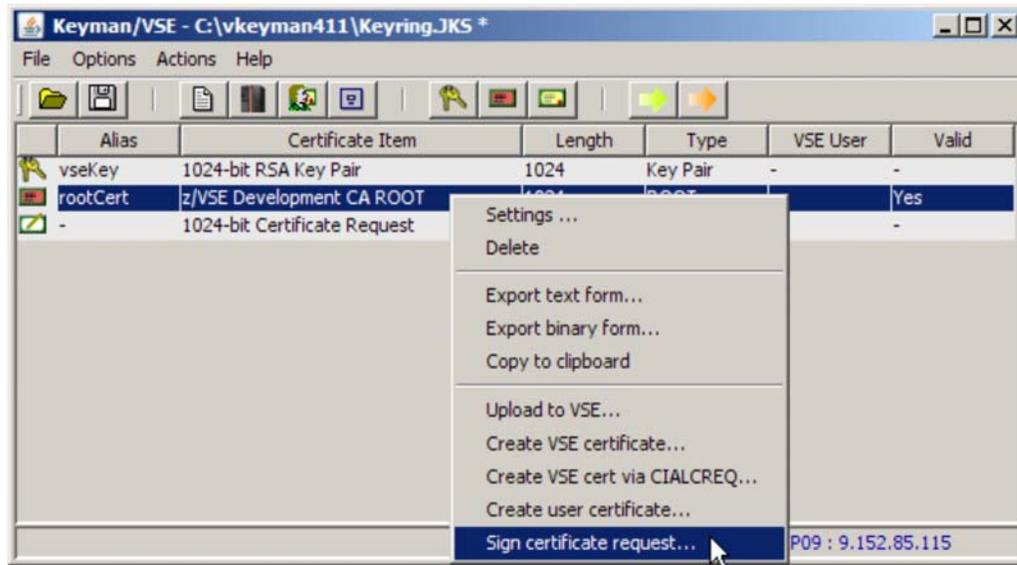 Keyman/VSE - C:\vkeyman411\Keyring.JKS *
File Options Actions Help
Alias Certificate Item Length Type VSE User Valid
vseKey 1024-bit RSA Key Pair 1024 Key Pair - -
rootCert z/VSE Development CA ROOT 1024 ROOT Yes
- 1024-bit Certificate Request -
Settings ...
Delete
Export text form...
Export binary form...
Copy to clipboard
Upload to VSE...
Create VSE certificate...
Create VSE cert via CIALCREQ...
Create user certificate...
Sign certificate request...
P09 : 9.152.85.115